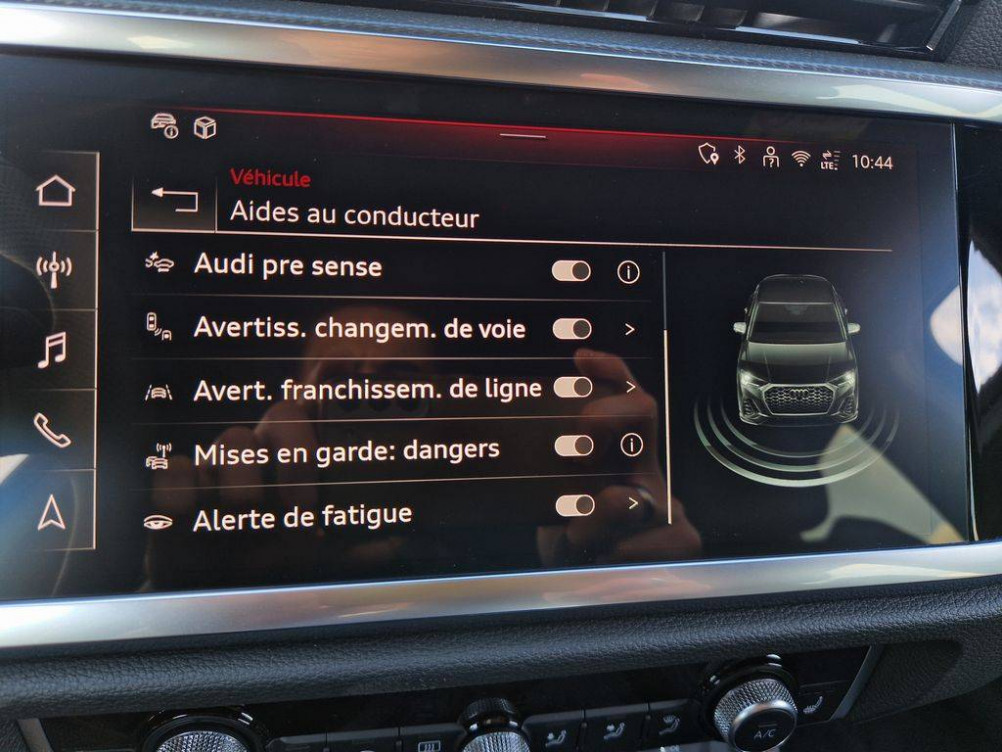 LTE
10:44
Véhicule
Aides au conducteur
Audi pre sense
Avertiss. changem. de voie
Avert. franchissem. de ligne
Mises en garde: dangers
Alerte de fatigue
A/C